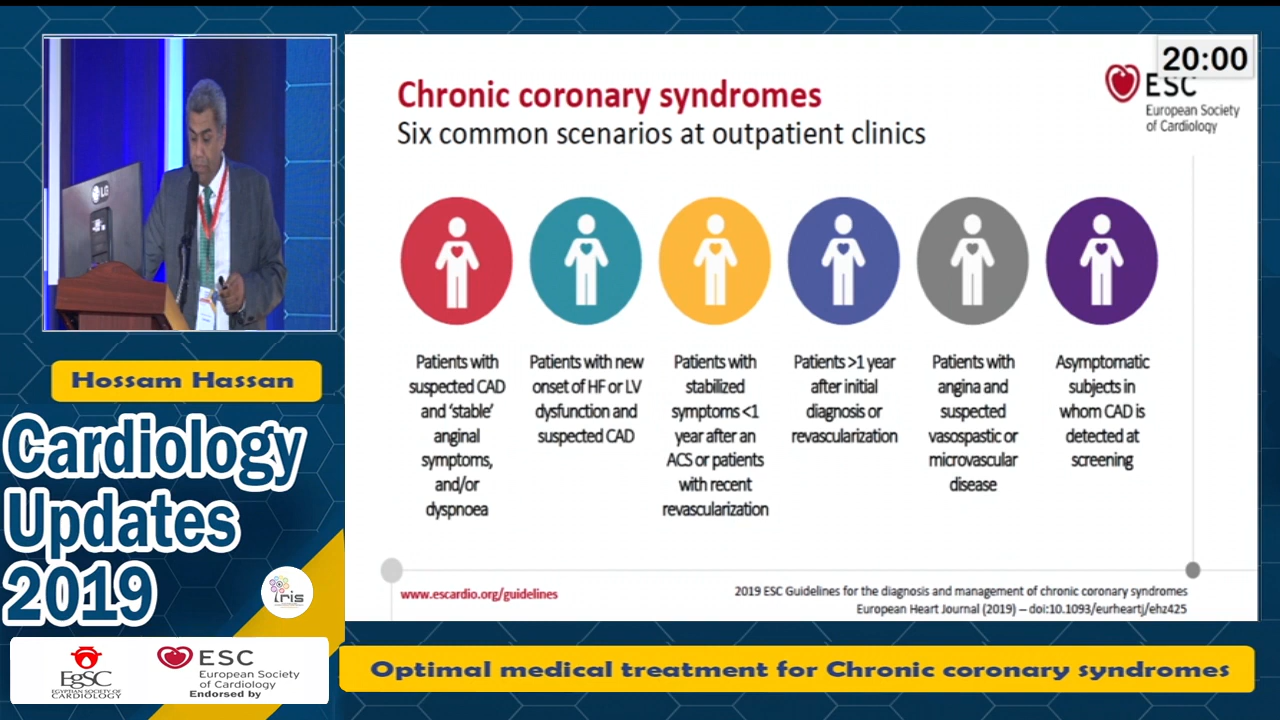 20:00
Chronic coronary syndromes
Six common scenarios at outpatient clinics
ESC
European Society
of Cardiology
LG
Patients with
suspected CAD
and ‘stable’
anginal
symptoms,
and/or
dyspnoea
Patients with new
onset of HF or LV
dysfunction and
suspected CAD
Patients with
stabilized
symptoms <1
year after an
ACS or patients
with recent
revascularization
Patients >1 year
after initial
diagnosis or
revascularization
Patients with
angina and
suspected
vasospastic or
microvascular
disease
Asymptomatic
subjects in
whom CAD is
detected at
screening
www.escardio.org/guidelines
2019 ESC Guidelines for the diagnosis and management of chronic coronary syndromes
European Heart Journal (2019) – doi:10.1093/eurheartj/ehz425
Hossam Hassan
Cardiology
Updates
2019
iris
EgSC
EGYPTIAN SOCIETY OF
CARDIOLOGY
ESC
European Society
of Cardiology
Endorsed by
Optimal medical treatment for Chronic coronary syndromes